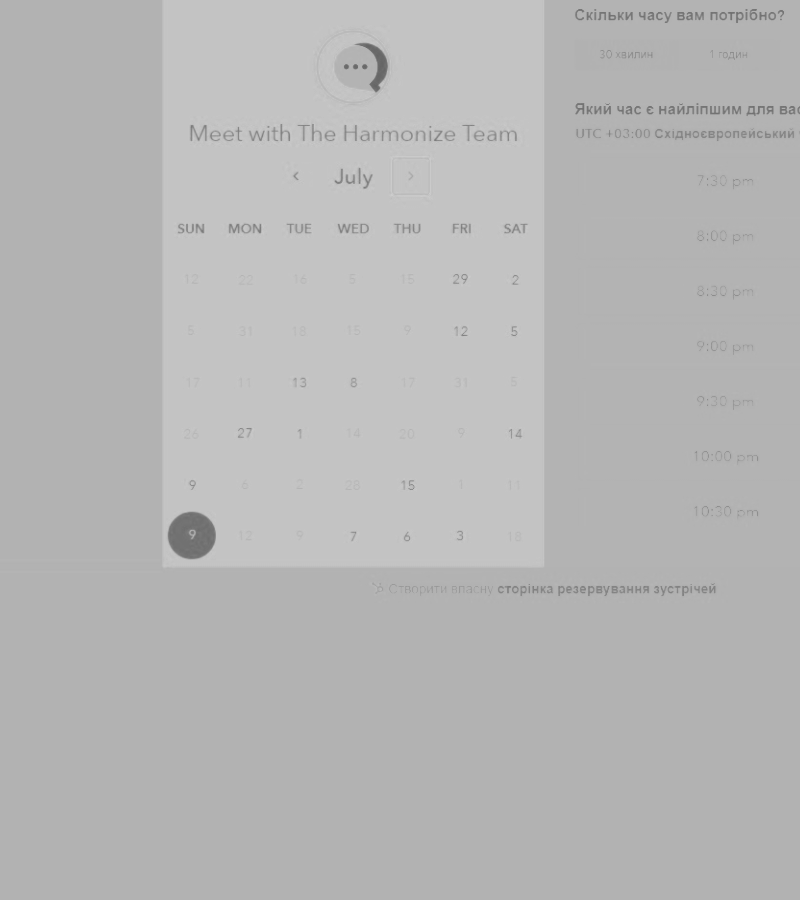 Meet with The Harmonize Team
July
SUN MON TUE WED THU FRI SAT
12 22 16 5 15 29 2
5 31 18 15 9 12 5
17 11 13 8 17 31 5
26 27 1 14 20 9 14
9 6 2 28 15 1 11
9 12 9 7 6 3 18
Скільки часу вам потрібно?
30 хвилин 1 годин
Який час є найліпшим для вас
UTC +03:00 Східноєвропейський
7:30 pm
8:00 pm
8:30 pm
9:00 pm
9:30 pm
10:00 pm
10:30 pm
Створити власну сторінка резервування зустрічей